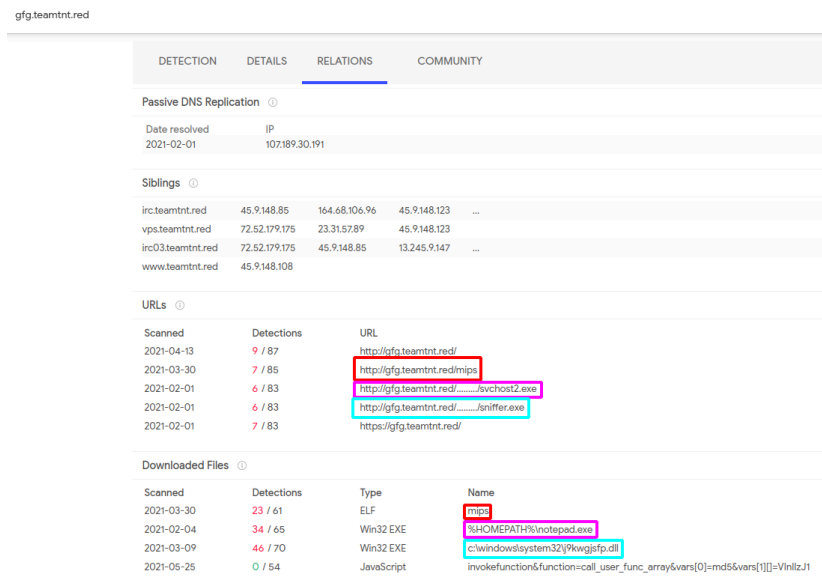 gfg.teamtnt.red
DETECTION DETAILS RELATIONS COMMUNITY
Passive DNS Replication
Date resolved IP
2021-02-01 107.189.30.191
Siblings
irc.teamtnt.red 45.9.148.85 164.68.106.96 45.9.148.123 ...
vps.teamtnt.red 72.52.179.175 23.31.57.89 45.9.148.123
irc03.teamtnt.red 72.52.179.175 45.9.148.85 13.245.9.147 ...
www.teamtnt.red 45.9.148.108
URLs
Scanned Detections URL
2021-04-13 9 / 87 http://gfg.teamtnt.red/
2021-03-30 7 / 85 http://gfg.teamtnt.red/mips
2021-02-01 6 / 83 http://gfg.teamtnt.red/........./svchost2.exe
2021-02-01 6 / 83 http://gfg.teamtnt.red/........./sniffer.exe
2021-02-01 7 / 83 https://gfg.teamtnt.red/
Downloaded Files
Scanned Detections Type Name
2021-03-30 23 / 61 ELF mips
2021-02-04 34 / 65 Win32 EXE %HOMEPATH%\notepad.exe
2021-03-09 46 / 70 Win32 EXE c:\windows\system32\j9kwgjsfp.dll
2021-05-25 0 / 54 JavaScript invokefunction&function=call_user_func_array&vars[0]=md5&vars[1][]=VlnIIzJ1